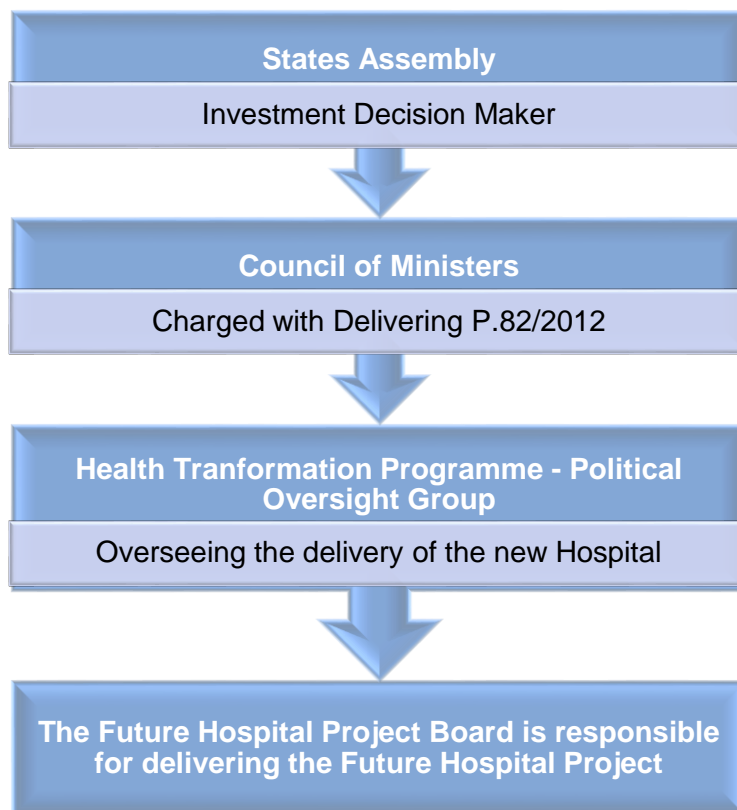 States Assembly
Investment Decision Maker
Council of Ministers
Charged with Delivering P.82/2012
Health Tranformation Programme - Political
Oversight Group
Overseeing the delivery of the new Hospital
The Future Hospital Project Board is responsible
for delivering the Future Hospital Project